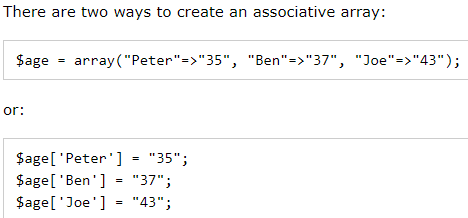 There are two ways to create an associative array:
$age = array("Peter"=>"35", "Ben"=>"37", "Joe"=>"43");
or:
$age['Peter'] = "35";
$age['Ben'] = "37";
$age['Joe'] = "43";